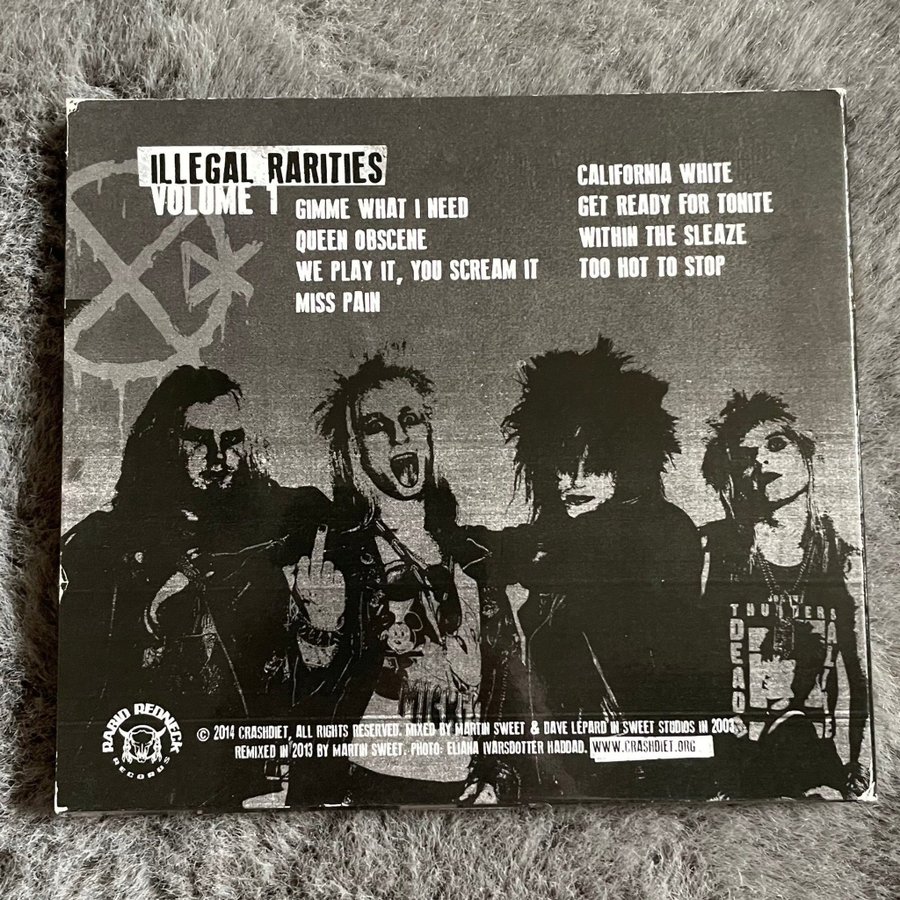 ILLEGAL RARITIES
VOLUME 1
GIMME WHAT I NEED
QUEEN OBSCENE
WE PLAY IT, YOU SCREAM IT
MISS PAIN
CALIFORNIA WHITE
GET READY FOR TONITE
WITHIN THE SLEAZE
TOO HOT TO STOP
THUNDERS
DEAD
ALIVE
RABID REDNECK
RECORDS
© 2014 CRASHDIET, ALL RIGHTS RESERVED. MIXED BY MARTIN SWEET & DAVE LEPARD IN SWEET STUDIOS IN 2003.
REMIXED IN 2013 BY MARTIN SWEET. PHOTO: ELIANA IVARSDOTTER HADDAD. WWW.CRASHDIET.ORG